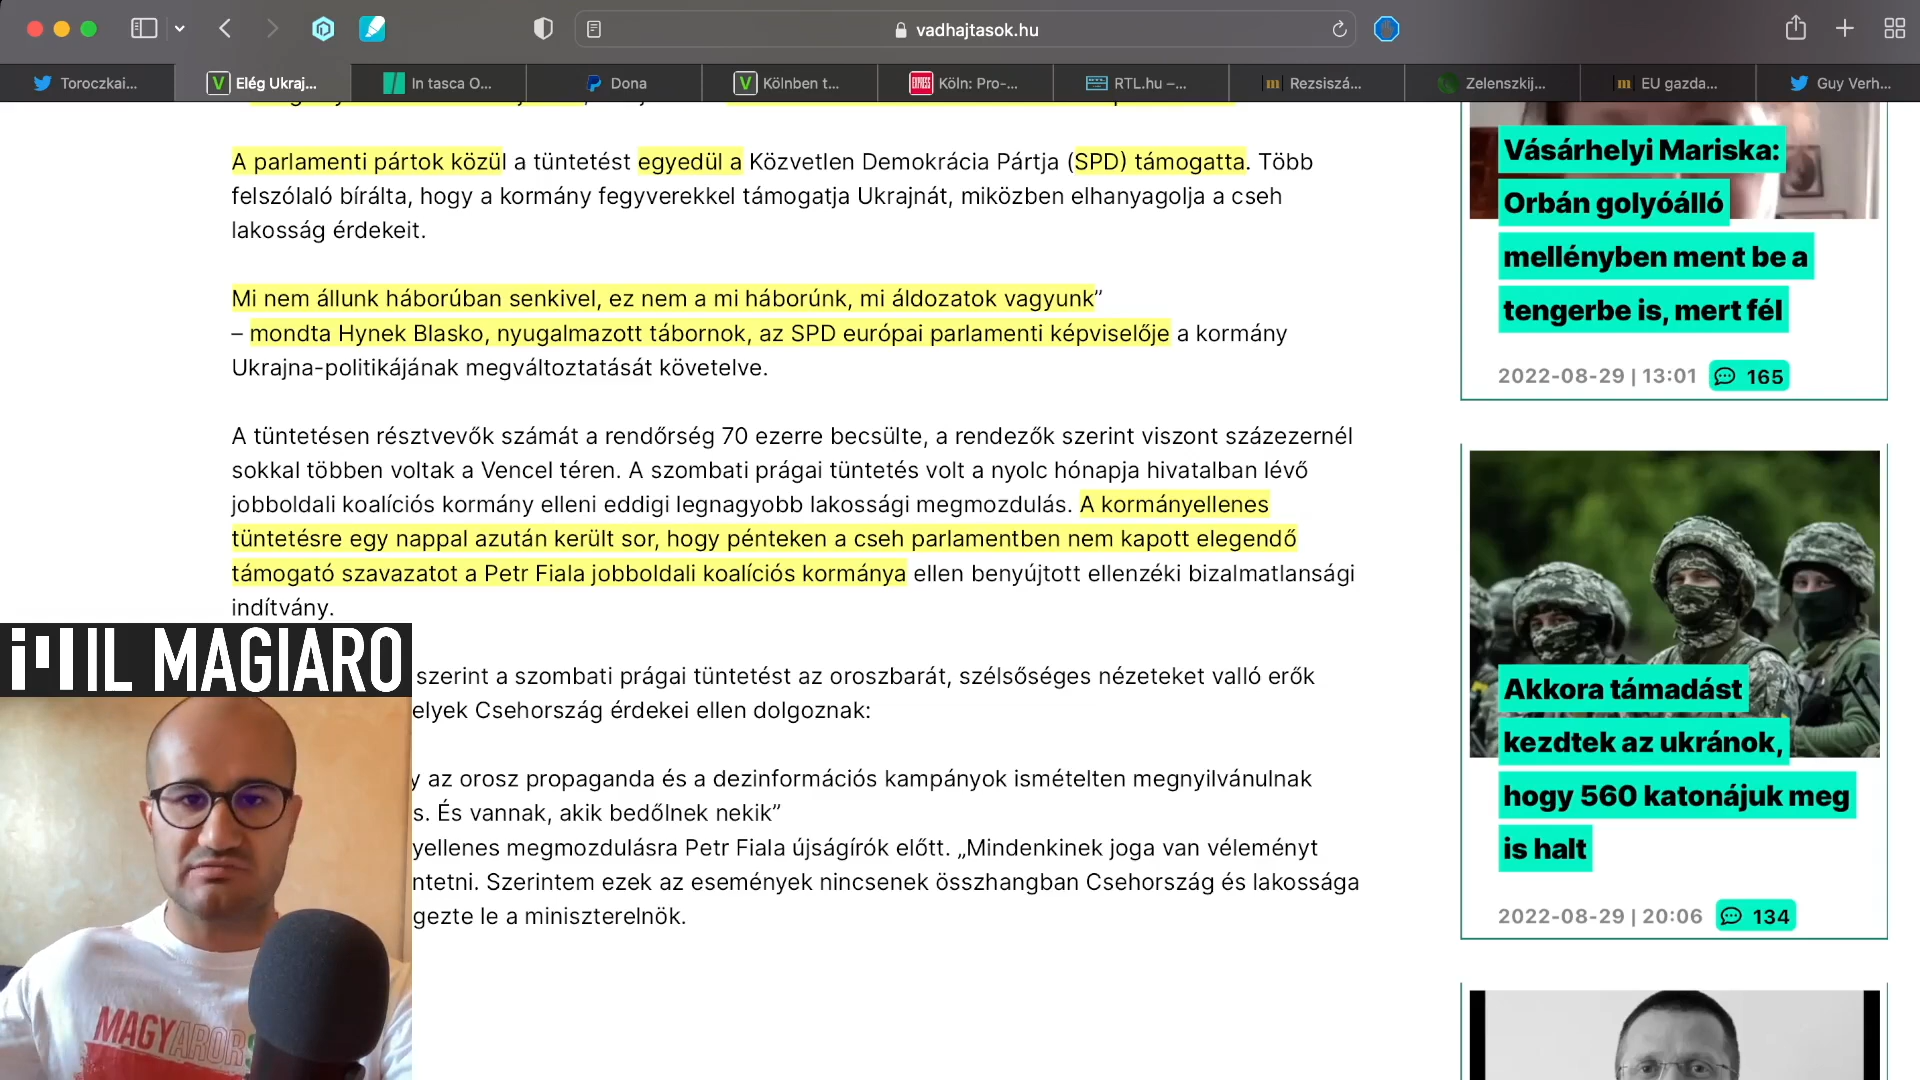 vadhajtasok.hu
Toroczkai...
Elég Ukraj...
In tasca O...
Dona
Kölnben t...
EXPRESS
Köln: Pro-...
RTL.hu –...
Rezsiszá...
Zelenszkij...
EU gazda...
Guy Verh...
A parlamenti pártok közül a tüntetést egyedül a Közvetlen Demokrácia Pártja (SPD) támogatta. Több
felszólaló bírálta, hogy a kormány fegyverekkel támogatja Ukrajnát, miközben elhanyagolja a cseh
lakosság érdekeit.
Mi nem állunk háborúban senkivel, ez nem a mi háborúnk, mi áldozatok vagyunk”
– mondta Hynek Blasko, nyugalmazott tábornok, az SPD európai parlamenti képviselője a kormány
Ukrajna-politikájának megváltoztatását követelve.
A tüntetésen résztvevők számát a rendőrség 70 ezerre becsülte, a rendezők szerint viszont százezernél
sokkal többen voltak a Vencel téren. A szombati prágai tüntetés volt a nyolc hónapja hivatalban lévő
jobboldali koalíciós kormány elleni eddigi legnagyobb lakossági megmozdulás. A kormányellenes
tüntetésre egy nappal azután került sor, hogy pénteken a cseh parlamentben nem kapott elegendő
támogató szavazatot a Petr Fiala jobboldali koalíciós kormánya ellen benyújtott ellenzéki bizalmatlansági
indítvány.
szerint a szombati prágai tüntetést az oroszbarát, szélsőséges nézeteket valló erők
elyek Csehország érdekei ellen dolgoznak:
y az orosz propaganda és a dezinformációs kampányok ismételten megnyilvánulnak
s. És vannak, akik bedőlnek nekik”
yellenes megmozdulásra Petr Fiala újságírók előtt. „Mindenkinek joga van véleményt
ntetni. Szerintem ezek az események nincsenek összhangban Csehország és lakossága
gezte le a miniszterelnök.
IL MAGIARO
MAGYARORS
Vásárhelyi Mariska:
Orbán golyóálló
mellényben ment be a
tengerbe is, mert fél
2022-08-29 | 13:01 165
Akkora támadást
kezdtek az ukránok,
hogy 560 katonájuk meg
is halt
2022-08-29 | 20:06 134